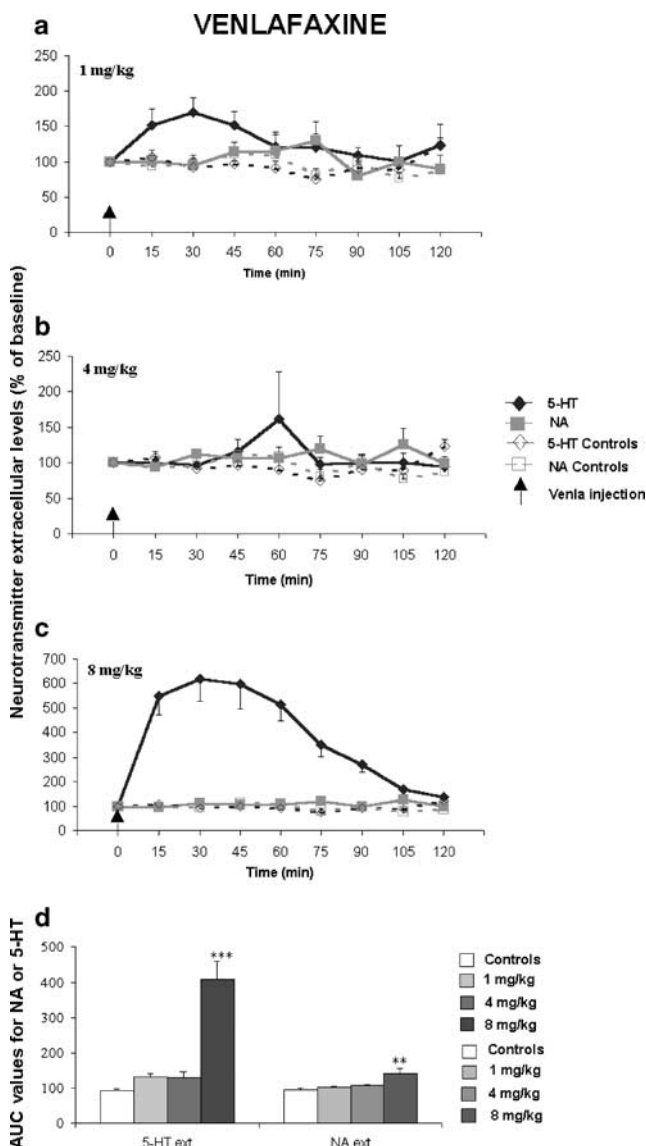 a
VENLAFAXINE
1 mg/kg
250
200
150
100
50
0
0 15 30 45 60 75 90 105 120
Time (min)
b
4 mg/kg
250
200
150
100
50
0
0 15 30 45 60 75 90 105 120
Time (min)
Neurotransmitter extracellular levels (% of baseline)
5-HT
NA
5-HT Controls
NA Controls
Venla injection
c
8 mg/kg
700
600
500
400
300
200
100
0
0 15 30 45 60 75 90 105 120
Time (min)
d
AUC values for NA or 5-HT
500
400
300
200
100
0
***
**
5-HT ext
NA ext
Controls
1 mg/kg
4 mg/kg
8 mg/kg
Controls
1 mg/kg
4 mg/kg
8 mg/kg